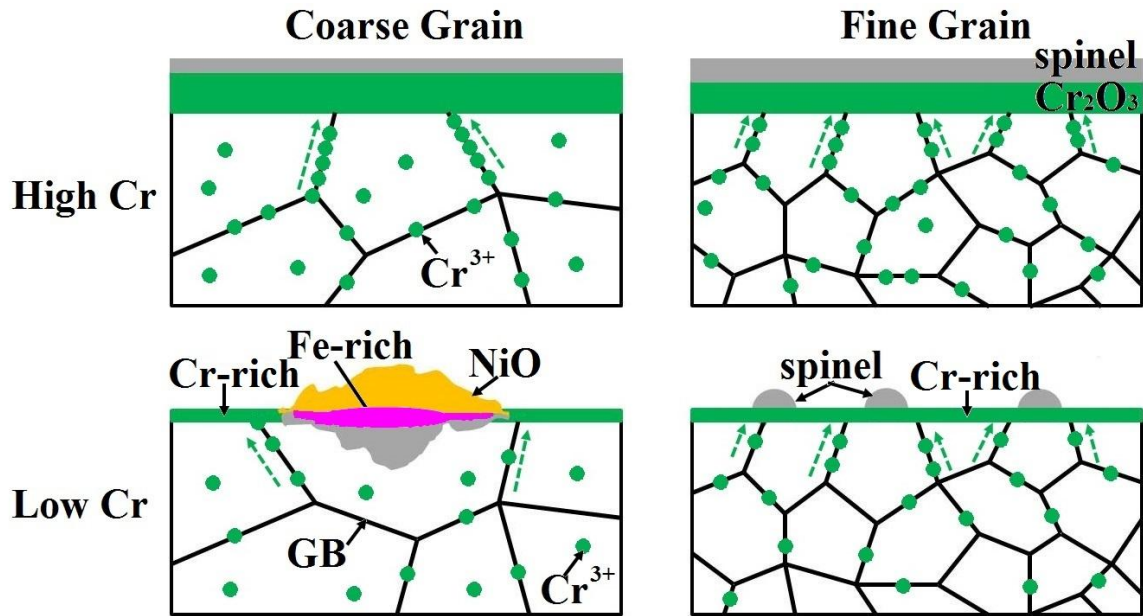 Coarse Grain
Fine Grain
spinel
Cr₂O₃
High Cr
Cr³⁺
Fe-rich
NiO
Cr-rich
spinel
Cr-rich
Low Cr
GB
Cr³⁺